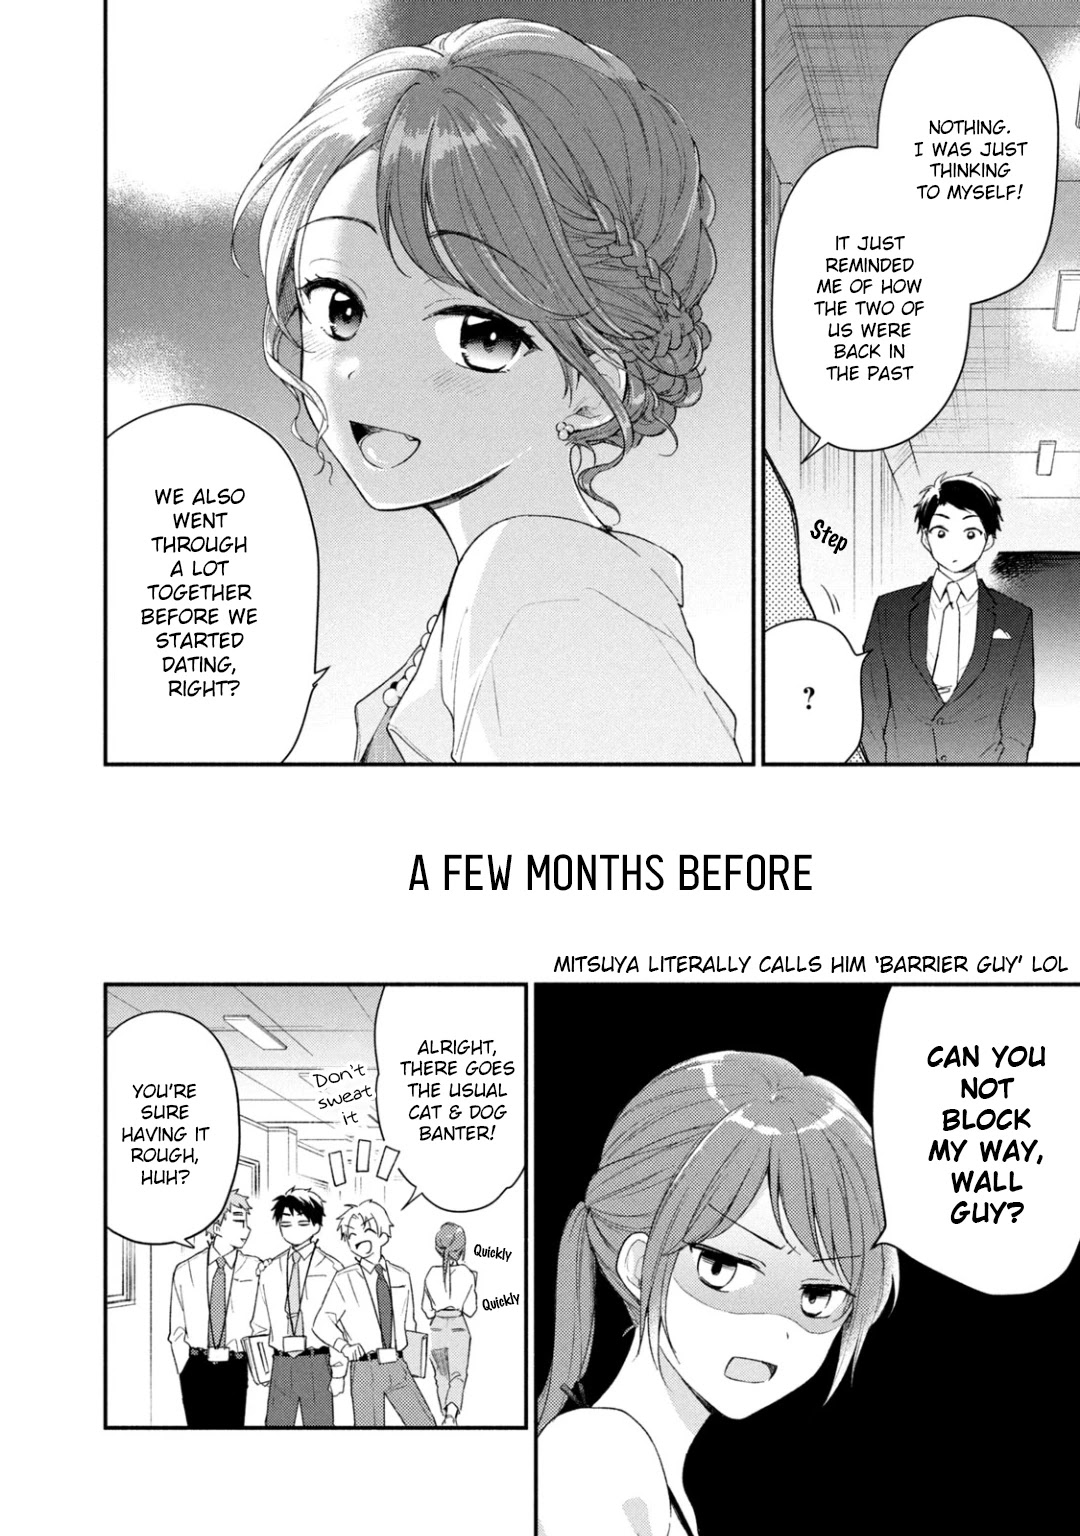 NOTHING.
I WAS JUST
THINKING
TO MYSELF!
IT JUST
REMINDED
ME OF HOW
THE TWO OF
US WERE
BACK IN
THE PAST
Step
?
WE ALSO
WENT
THROUGH
A LOT
TOGETHER
BEFORE WE
STARTED
DATING,
RIGHT?
A FEW MONTHS BEFORE
MITSUYA LITERALLY CALLS HIM ‘BARRIER GUY’ LOL
CAN YOU
NOT
BLOCK
MY WAY,
WALL
GUY?
ALRIGHT,
THERE GOES
THE USUAL
CAT & DOG
BANTER!
Don't
sweat
it
Quickly
Quickly
YOU'RE
SURE
HAVING IT
ROUGH,
HUH?